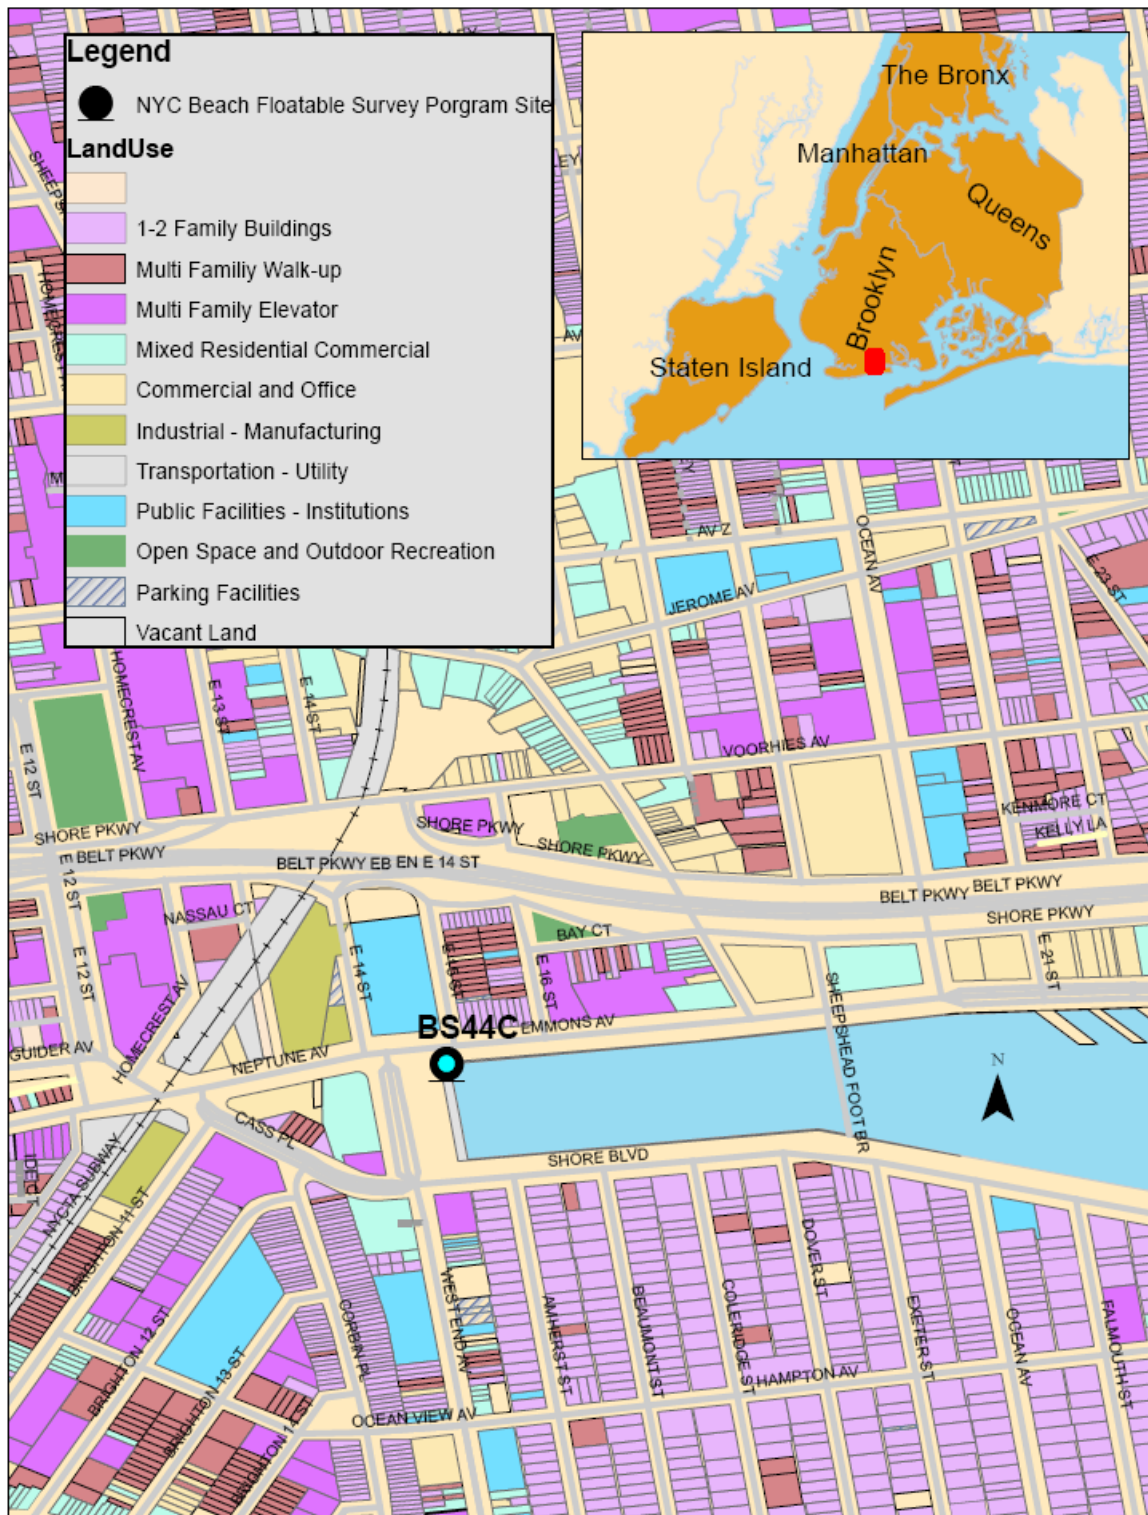 Legend
NYC Beach Floatable Survey Porgram Site
LandUse
1-2 Family Buildings
Multi Familiy Walk-up
Multi Family Elevator
Mixed Residential Commercial
Commercial and Office
Industrial - Manufacturing
Transportation - Utility
Public Facilities - Institutions
Open Space and Outdoor Recreation
Parking Facilities
Vacant Land
The Bronx
Manhattan
Queens
Brooklyn
Staten Island
AV Z
OCEAN AV
JEROME AV
E 23 ST
HOMECREST AV
E 13 ST
E 14 ST
VOORHIES AV
E 12 ST
KENMORE CT
KELLY LA
SHORE PKWY
SHORE PKWY
SHORE PKWY
BELT PKWY
BELT PKWY EB EN E 14 ST
BELT PKWY
BELT PKWY
SHORE PKWY
E 12 ST
NASSAU CT
BAY CT
E 12 ST
E 14 ST
E 15 ST
E 16 ST
E 21 ST
SHEEPSHEAD FOOT BR
HOMECREST AV
BS44C
EMMONS AV
GUIDER AV
NEPTUNE AV
N
CASS PL
SHORE BLVD
NYCTA SUBWAY
BRIGHTON 11 ST
WEST END AV
AMHERST ST
BEAUMONT ST
COLERIDGE ST
DOVER ST
EXETER ST
OCEAN AV
FALMOUTH ST
CORBIN PL
BRIGHTON 12 ST
BRIGHTON 13 ST
BRIGHTON 14 ST
HAMPTON AV
OCEAN VIEW AV